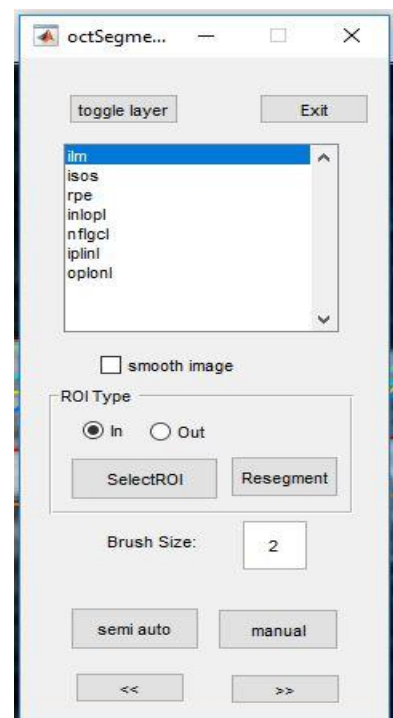 octSegme...
toggle layer Exit
ilm
isos
rpe
inlopl
nflgcl
iplinl
oplonl
smooth image
ROI Type
In Out
SelectROI Resegment
Brush Size: 2
semi auto manual
<< >>